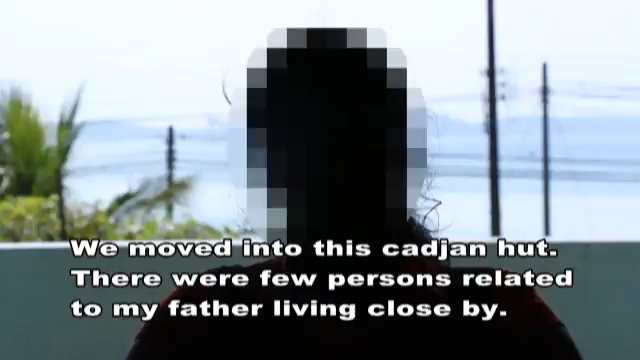 We moved into this cadjan hut.
There were few persons related
to my father living close by.